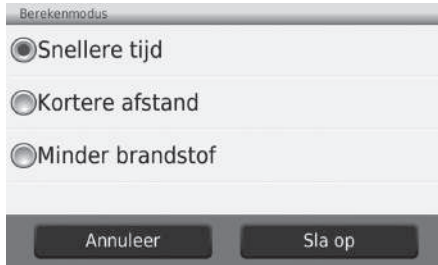 Berekenmodus
Snellere tijd
Kortere afstand
Minder brandstof
Annuleer Sla op